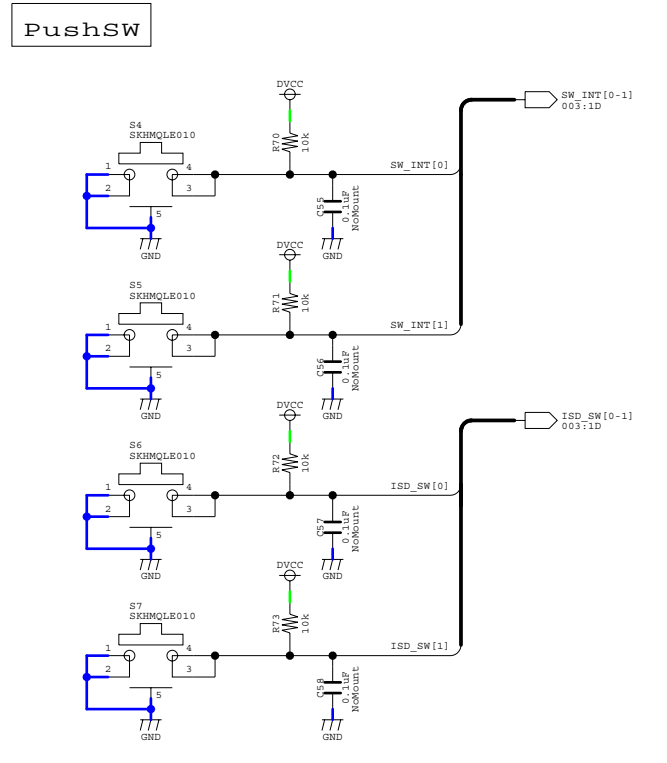 PushSW
DVCC
SW_INT[0-1]
003:1D
S4
SKHMQLE010
R70
10k
1
4
SW_INT[0]
2
3
C55
0.1uF
NoMount
5
GND
GND
DVCC
S5
SKHMQLE010
R71
10k
1
4
SW_INT[1]
2
3
C56
0.1uF
NoMount
5
GND
GND
DVCC
ISD_SW[0-1]
003:1D
S6
SKHMQLE010
R72
10k
1
4
ISD_SW[0]
2
3
C57
0.1uF
NoMount
5
GND
GND
DVCC
S7
SKHMQLE010
R73
10k
1
4
ISD_SW[1]
2
3
C58
0.1uF
NoMount
5
GND
GND